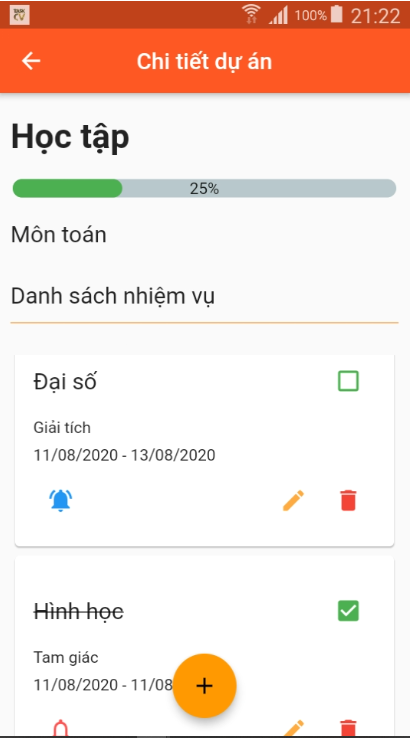 100% 21:22
Chi tiết dự án
Học tập
25%
Môn toán
Danh sách nhiệm vụ
Đại số
Giải tích
11/08/2020 - 13/08/2020
Hình học
Tam giác
11/08/2020 - 11/08
+